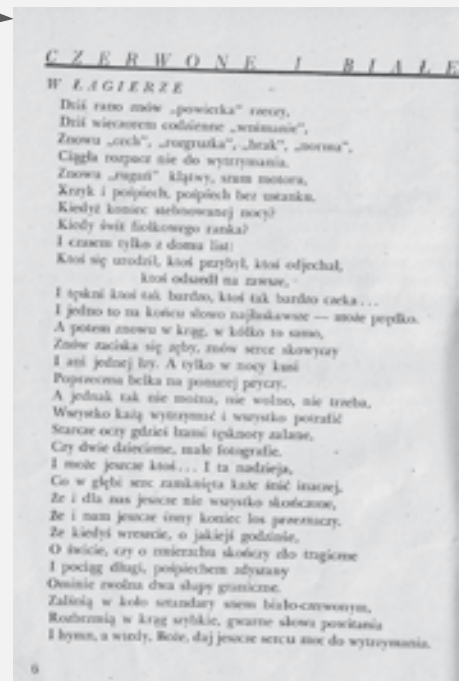 CZERWONE I BIAŁE
W ŁAGIERZE
Dziś rano znów „powierka” rzeczy,
Dziś wieczorem codzienne „wnimanie”,
Znowu „cech”, „rozgruzka”, „brak”, „norma”,
Ciągła rozpacz nie do wytrzymania.
Znowu „rugań” klątwy, szum motoru,
Krzyk i pośpiech, pośpiech bez ustanku.
Kiedyż koniec nocy?
Kiedy świt fiołkowego ranka?
I czasem tylko z domu list:
Ktoś się urodził, ktoś przybył, ktoś odjechał,
ktoś odszedł na zawsze,
I tęskni ktoś tak bardzo, ktoś tak bardzo czeka...
I jedno to na końcu słowo najłaskawsze — może prędko.
A potem znowu w krąg, w kółko to samo,
Znów zaciska się zęby, znów serce skowyczy
I ani jednej łzy. A tylko w nocy kusi
Poprzeczna belka na ponurej pryczy.
A jednak tak nie można, nie wolno, nie trzeba,
Wszystko każą wytrzymać i wszystko potrafić
Starcze oczy gdzieś łzami tęsknoty zalane,
Czy dwie dziecinne, małe fotografie.
I może jeszcze ktoś... I ta nadzieja,
Co w głębi serc zamknięta każe śnić inaczej,
Że i dla nas jeszcze nie wszystko skończone,
Że i nam jeszcze inny koniec los przeznaczy.
Że kiedyś wreszcie, o jakiejś godzinie,
O świcie, czy o zmierzchu skończy zło tragiczne
I pociąg długi, pośpiechem zdyszany
Ominie zwolna dwa słupy graniczne.
Zalśnią w koło sztandary snem biało-czerwonym,
Rozbrzmią w krąg szybkie, gwarne słowa powitania
I hymn, a wtedy, Boże, daj jeszcze sercu moc do wytrzymania.
6